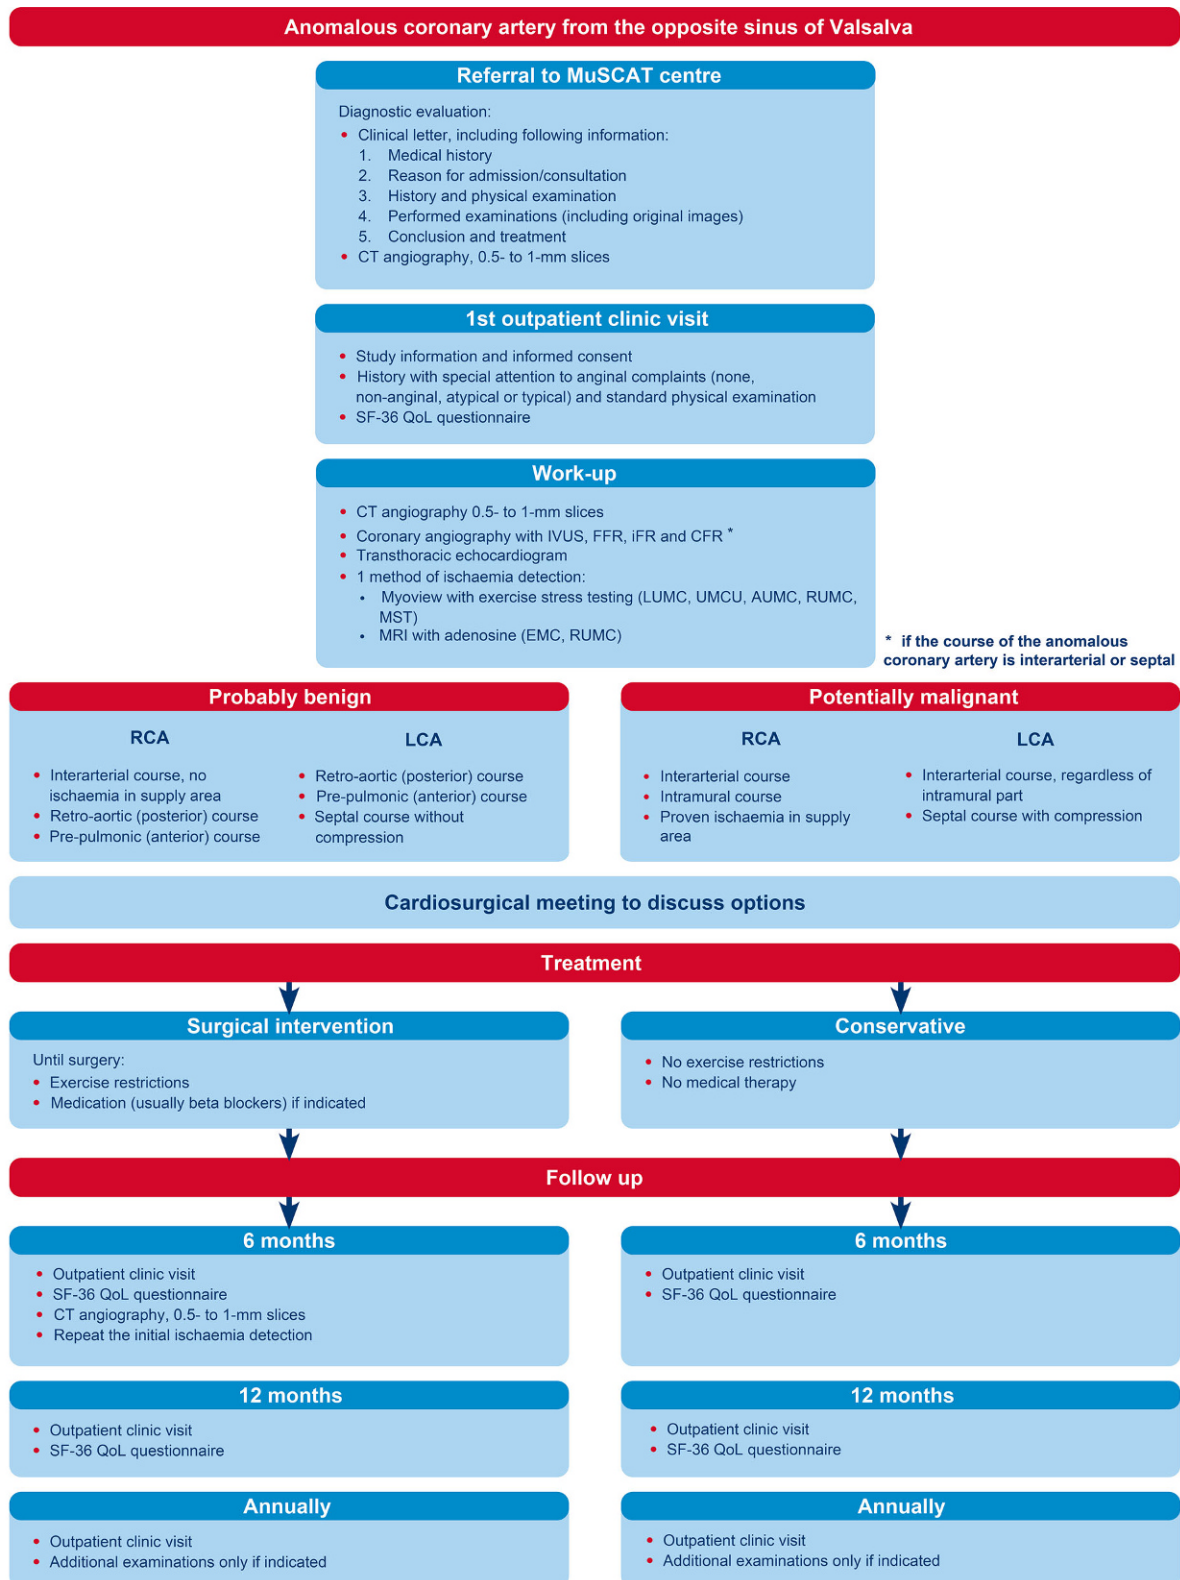 Anomalous coronary artery from the opposite sinus of Valsalva
Referral to MuSCAT centre
Diagnostic evaluation:
• Clinical letter, including following information:
1. Medical history
2. Reason for admission/consultation
3. History and physical examination
4. Performed examinations (including original images)
5. Conclusion and treatment
• CT angiography, 0.5- to 1-mm slices
1st outpatient clinic visit
• Study information and informed consent
• History with special attention to anginal complaints (none,
non-anginal, atypical or typical) and standard physical examination
• SF-36 QoL questionnaire
Work-up
• CT angiography 0.5- to 1-mm slices
• Coronary angiography with IVUS, FFR, iFR and CFR *
• Transthoracic echocardiogram
• 1 method of ischaemia detection:
• Myoview with exercise stress testing (LUMC, UMCU, AUMC, RUMC,
MST)
• MRI with adenosine (EMC, RUMC)
* if the course of the anomalous
coronary artery is interarterial or septal
Probably benign
RCA
• Interarterial course, no
ischaemia in supply area
• Retro-aortic (posterior) course
• Pre-pulmonic (anterior) course
LCA
• Retro-aortic (posterior) course
• Pre-pulmonic (anterior) course
• Septal course without
compression
Potentially malignant
RCA
• Interarterial course
• Intramural course
• Proven ischaemia in supply
area
LCA
• Interarterial course, regardless of
intramural part
• Septal course with compression
Cardiosurgical meeting to discuss options
Treatment
Surgical intervention
Until surgery:
• Exercise restrictions
• Medication (usually beta blockers) if indicated
Conservative
• No exercise restrictions
• No medical therapy
Follow up
6 months
• Outpatient clinic visit
• SF-36 QoL questionnaire
• CT angiography, 0.5- to 1-mm slices
• Repeat the initial ischaemia detection
6 months
• Outpatient clinic visit
• SF-36 QoL questionnaire
12 months
• Outpatient clinic visit
• SF-36 QoL questionnaire
12 months
• Outpatient clinic visit
• SF-36 QoL questionnaire
Annually
• Outpatient clinic visit
• Additional examinations only if indicated
Annually
• Outpatient clinic visit
• Additional examinations only if indicated